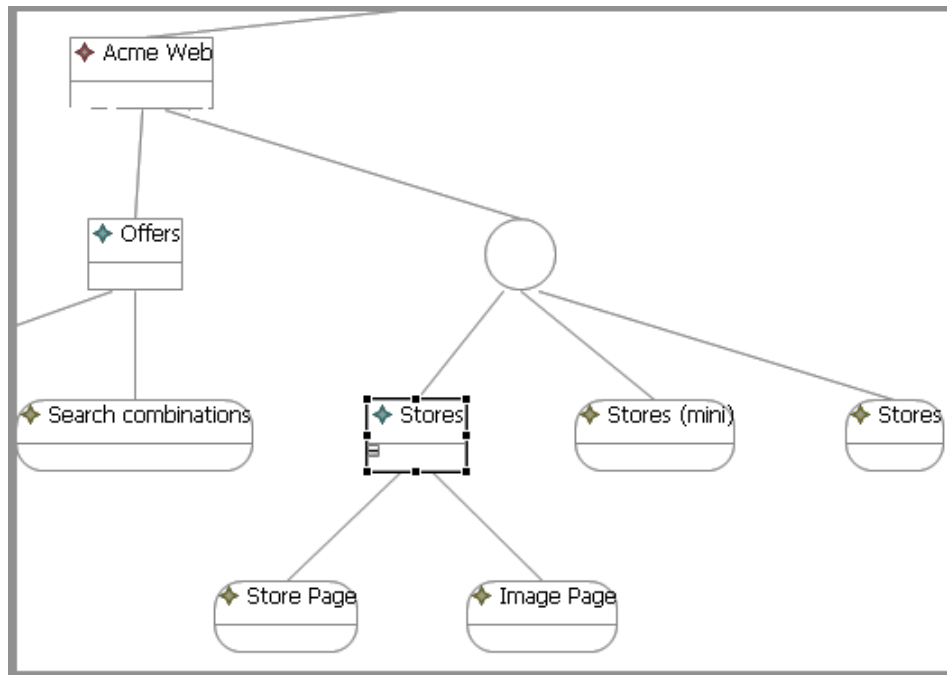 Acme Web
Offers
Search combinations
Stores
Stores (mini)
Stores
Store Page
Image Page